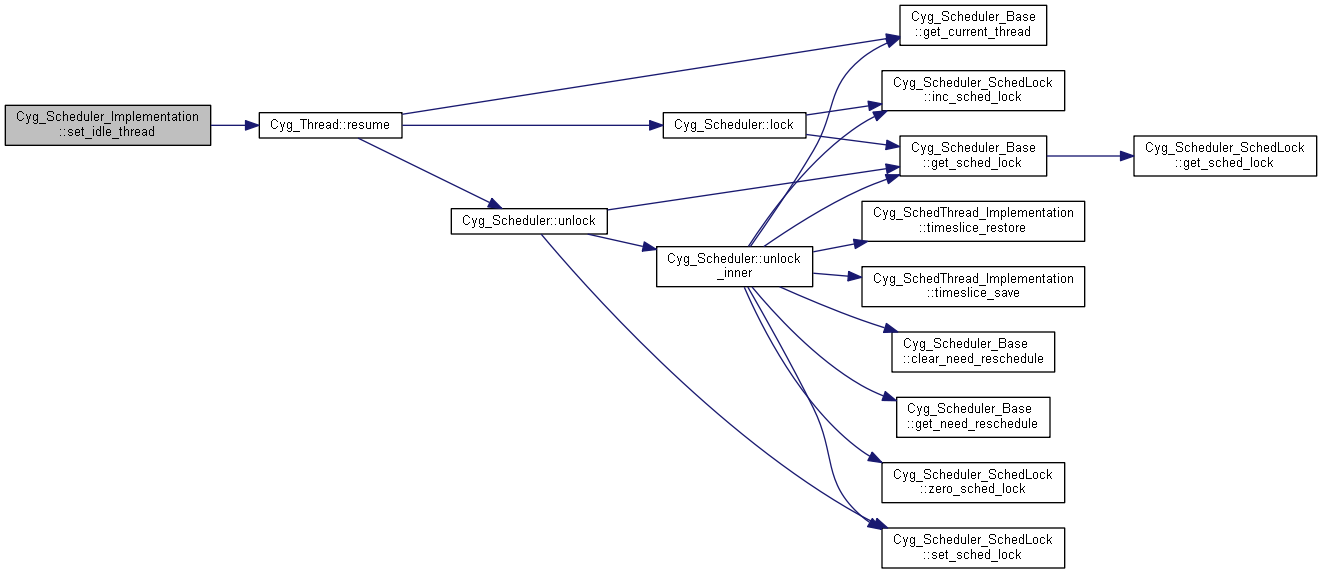 Cyg_Scheduler_Implementation
::set_idle_thread
Cyg_Thread::resume
Cyg_Scheduler::lock
Cyg_Scheduler::unlock
Cyg_Scheduler::unlock
_inner
Cyg_Scheduler_Base
::get_current_thread
Cyg_Scheduler_SchedLock
::inc_sched_lock
Cyg_Scheduler_Base
::get_sched_lock
Cyg_SchedThread_Implementation
::timeslice_restore
Cyg_SchedThread_Implementation
::timeslice_save
Cyg_Scheduler_Base
::clear_need_reschedule
Cyg_Scheduler_Base
::get_need_reschedule
Cyg_Scheduler_SchedLock
::zero_sched_lock
Cyg_Scheduler_SchedLock
::set_sched_lock
Cyg_Scheduler_SchedLock
::get_sched_lock